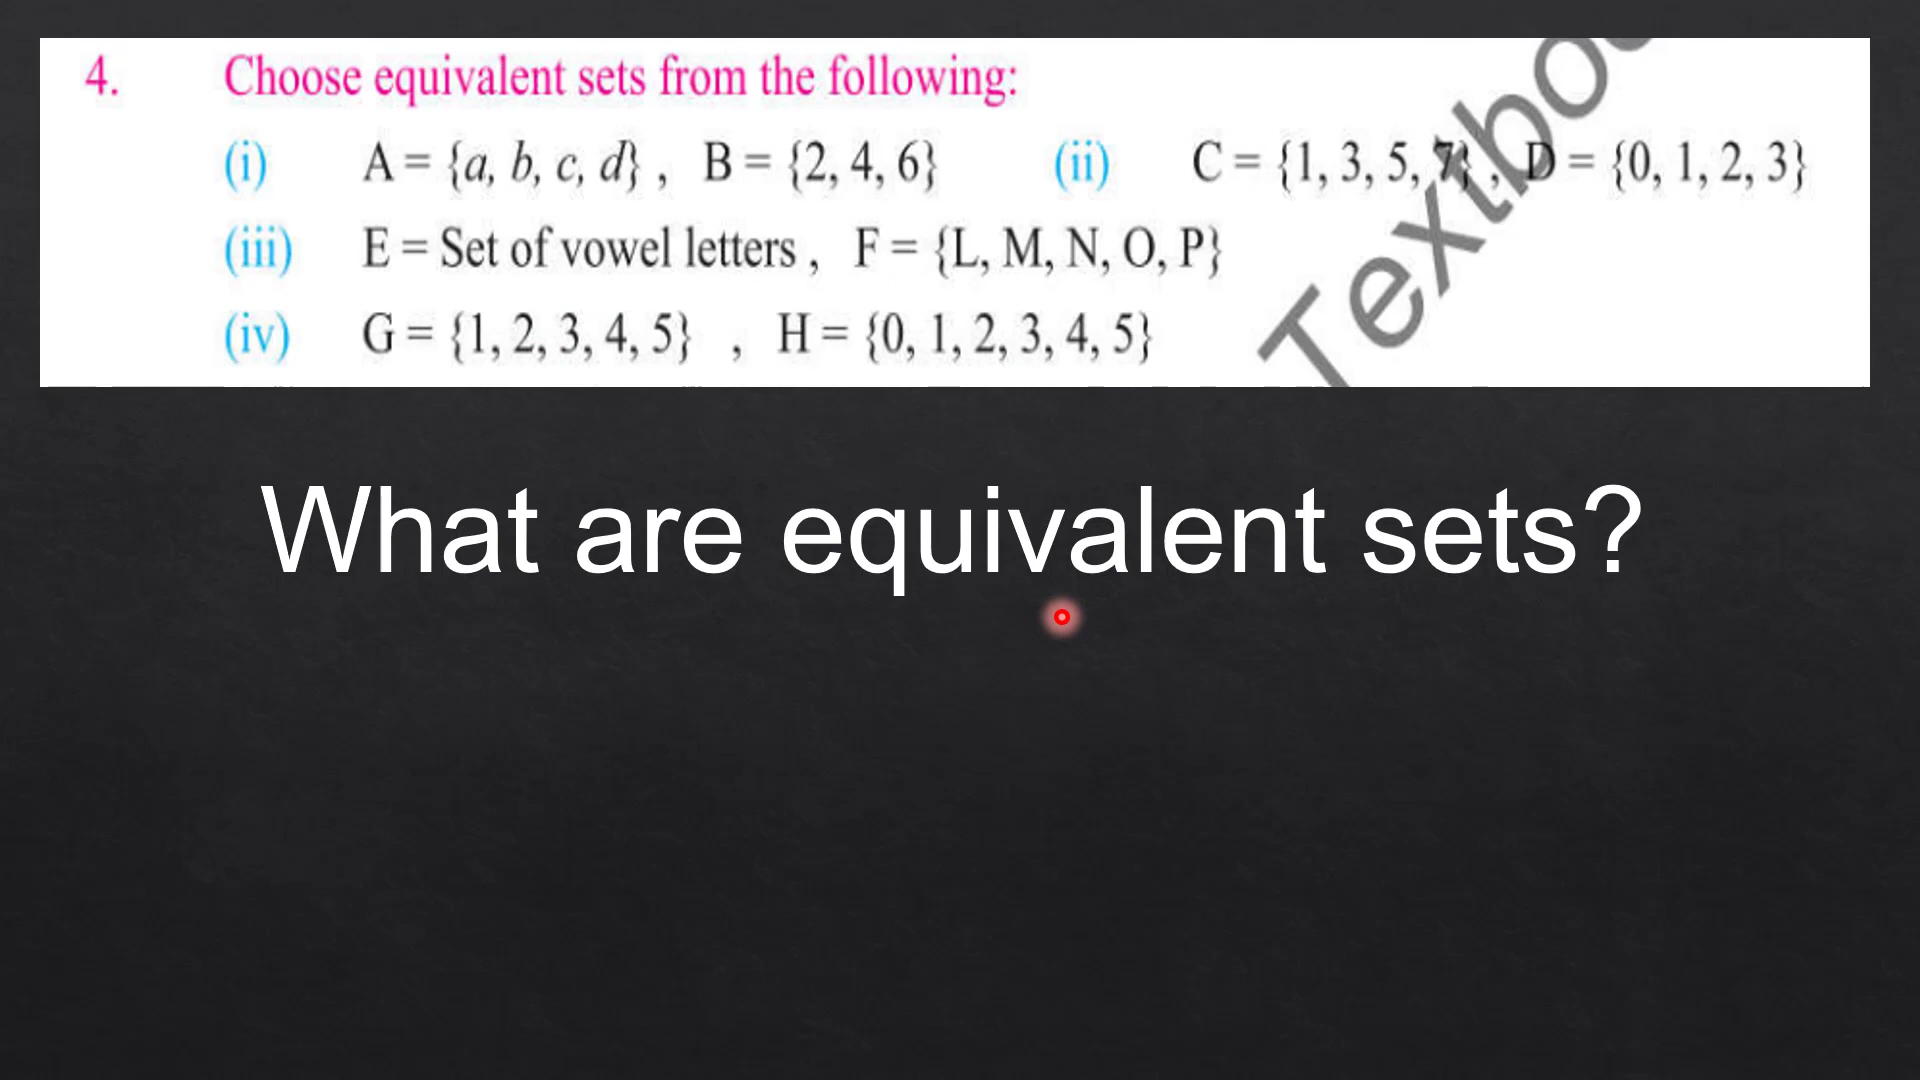 4. Choose equivalent sets from the following:
(i) A = {a, b, c, d} , B = {2, 4, 6} (ii) C = {1, 3, 5, 7} , D = {0, 1, 2, 3}
(iii) E = Set of vowel letters , F = {L, M, N, O, P}
(iv) G = {1, 2, 3, 4, 5} , H = {0, 1, 2, 3, 4, 5}
What are equivalent sets?